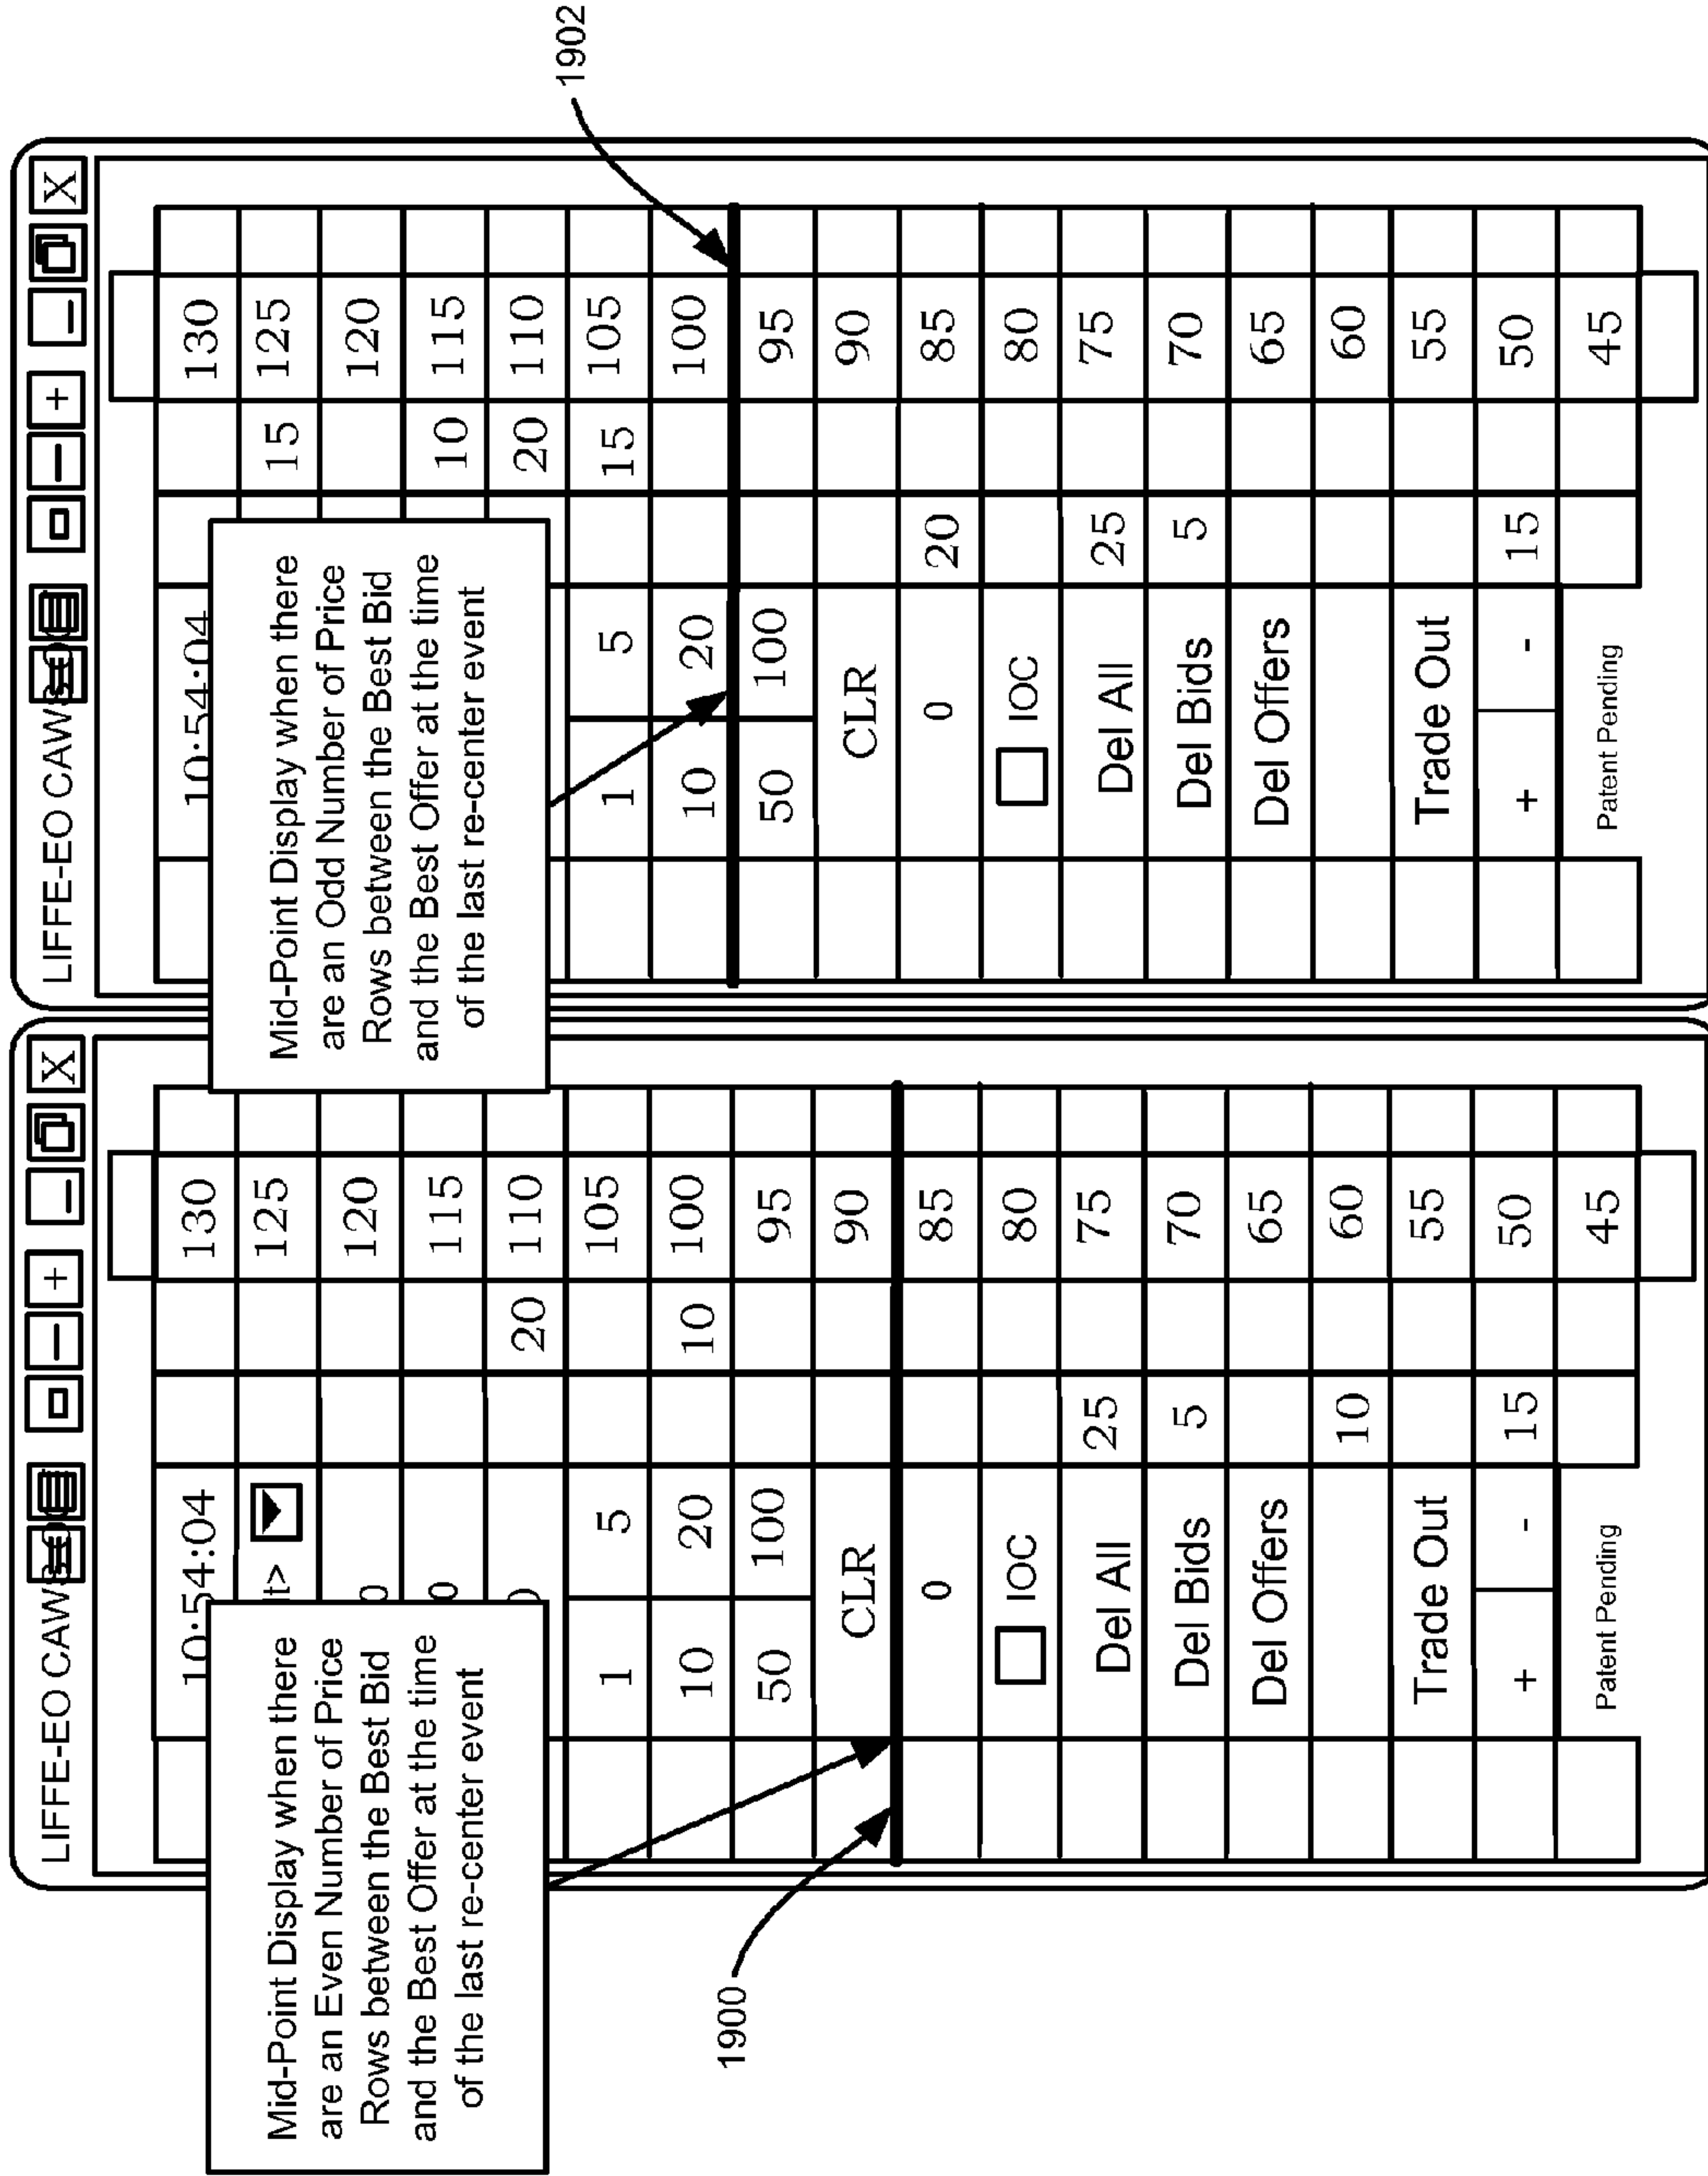 LIFFE-EO CAW - + _ X
10:54:04 130
lt> 125
0 120
0 115
20 110
Mid-Point Display when there
are an Even Number of Price
Rows between the Best Bid
and the Best Offer at the time
of the last re-center event
1 5 105
10 20 10 100
50 100 95
CLR 90
0 85
IOC 80
Del All 25 75
Del Bids 5 70
Del Offers 65
10 60
Trade Out 55
+ - 15 50
Patent Pending 45
1900
LIFFE-EO CAW - + _ X
10:54:04 130
15 125
120
10 115
20 110
Mid-Point Display when there
are an Odd Number of Price
Rows between the Best Bid
and the Best Offer at the time
of the last re-center event
1 5 15 105
10 20 100
50 100 95
CLR 90
0 20 85
IOC 80
Del All 25 75
Del Bids 5 70
Del Offers 65
60
Trade Out 55
+ - 15 50
Patent Pending 45
1902